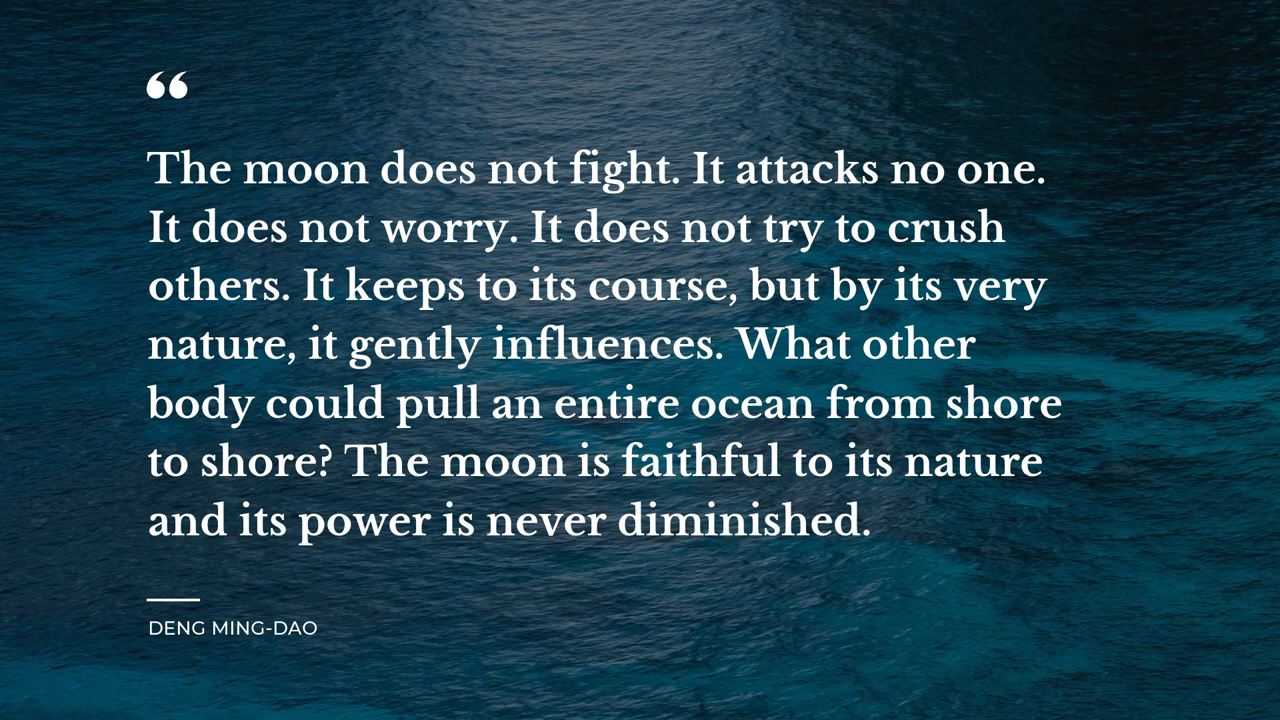 “
The moon does not fight. It attacks no one.
It does not worry. It does not try to crush
others. It keeps to its course, but by its very
nature, it gently influences. What other
body could pull an entire ocean from shore
to shore? The moon is faithful to its nature
and its power is never diminished.
DENG MING-DAO